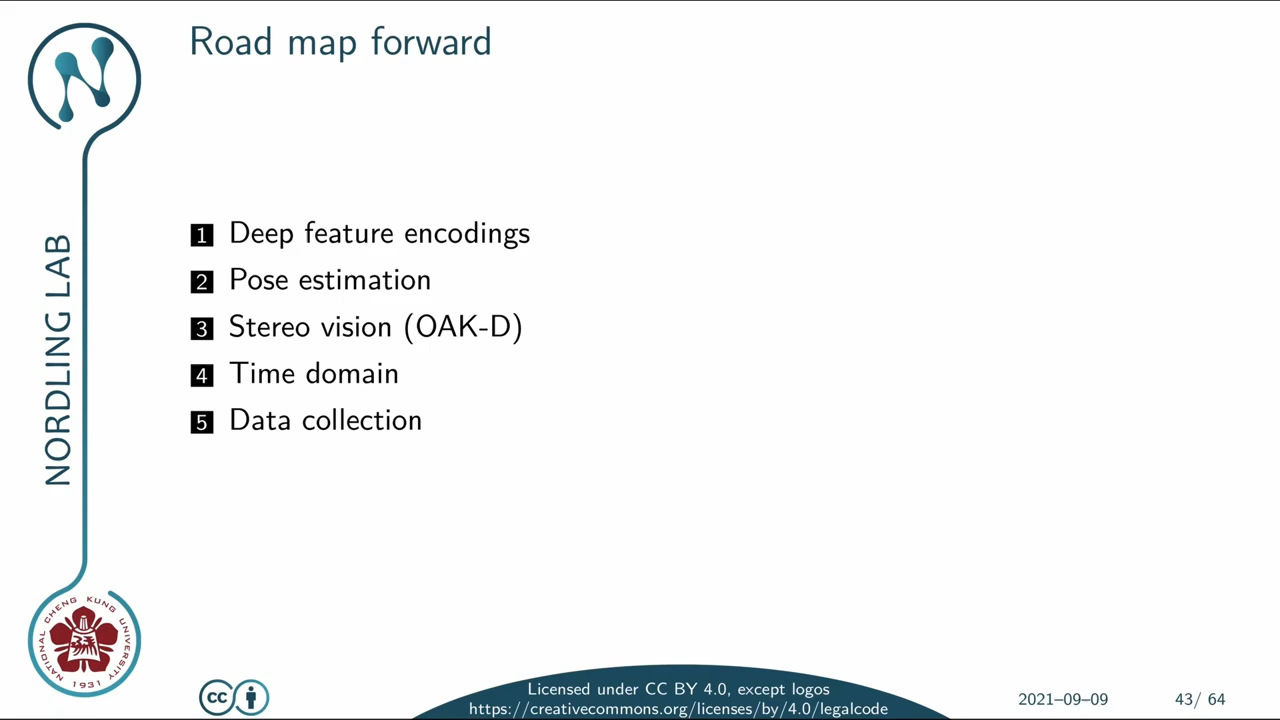 Road map forward
NORDLING LAB
1 Deep feature encodings
2 Pose estimation
3 Stereo vision (OAK-D)
4 Time domain
5 Data collection
NATIONAL CHENG KUNG UNIVERSITY
1931
cc
Licensed under CC BY 4.0, except logos
https://creativecommons.org/licenses/by/4.0/legalcode
2021–09–09
43/ 64